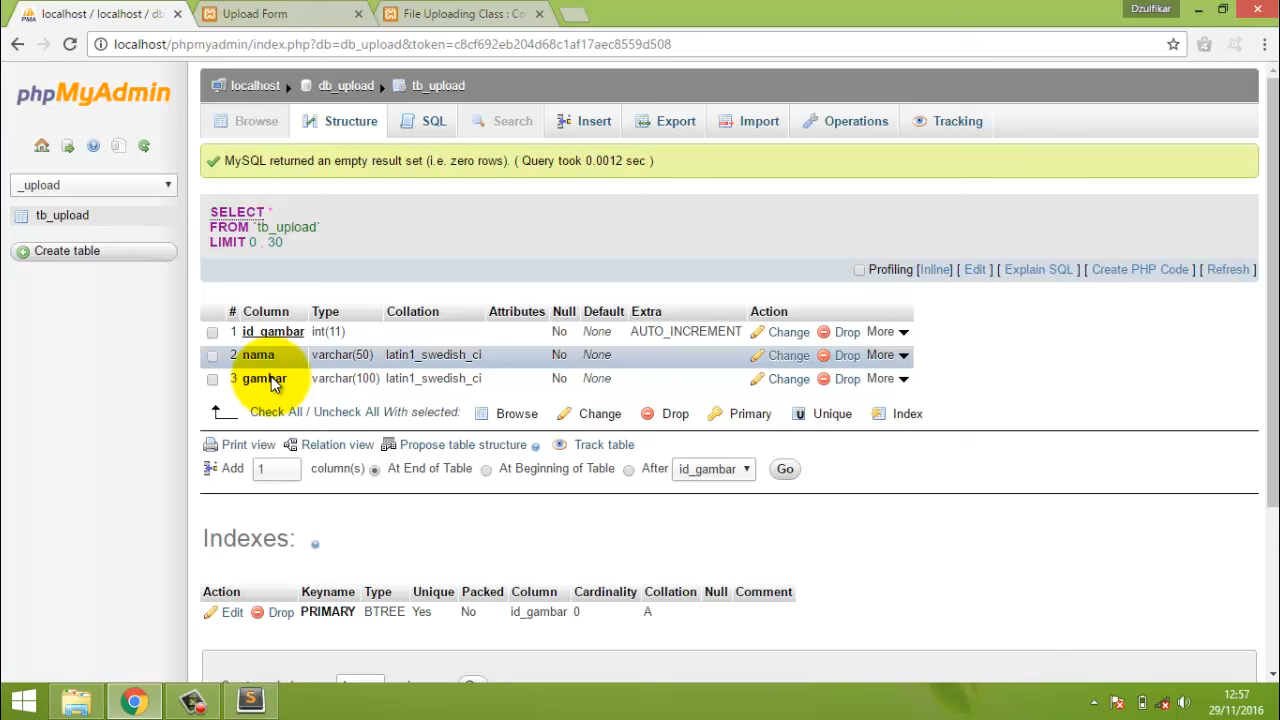 localhost / localhost / db
Upload Form
File Uploading Class : Co
Dzulfikar
localhost/phpmyadmin/index.php?db=db_upload&token=c8cf692eb204d68c1af17aec8559d508
phpMyAdmin
_upload
tb_upload
Create table
localhost db_upload tb_upload
Browse Structure SQL Search Insert Export Import Operations Tracking
MySQL returned an empty result set (i.e. zero rows). ( Query took 0.0012 sec )
SELECT *
FROM `tb_upload`
LIMIT 0 , 30
Profiling [Inline] [ Edit ] [ Explain SQL ] [ Create PHP Code ] [ Refresh ]
# Column Type Collation Attributes Null Default Extra Action
1 id_gambar int(11) No None AUTO_INCREMENT Change Drop More
2 nama varchar(50) latin1_swedish_ci No None Change Drop More
3 gambar varchar(100) latin1_swedish_ci No None Change Drop More
Check All / Uncheck All With selected: Browse Change Drop Primary Unique Index
Print view Relation view Propose table structure Track table
Add 1 column(s) At End of Table At Beginning of Table After id_gambar Go
Indexes:
Action Keyname Type Unique Packed Column Cardinality Collation Null Comment
Edit Drop PRIMARY BTREE Yes No id_gambar 0 A
12:57
29/11/2016